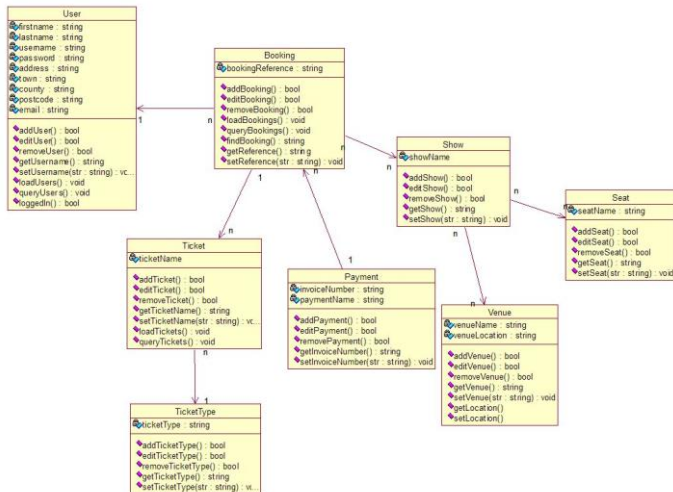 User
firstname : string
lastname : string
username : string
password : string
address : string
town : string
county : string
postcode : string
email : string
addUser() : bool
editUser() : bool
removeUser() : bool
getUsername() : string
setUsername(str : string) : vc...
loadUsers() : void
queryUsers() : void
loggedIn() : bool
1
n
Booking
bookingReference : string
addBooking() : bool
editBooking() : bool
removeBooking() : bool
loadBookings() : void
queryBookings() : void
findBooking() : string
getReference() : string
setReference(str : string) : void
n
n
1
n
n
1
Show
showName
addShow() : bool
editShow() : bool
removeShow() : bool
getShow() : string
setShow(str : string) : void
n
n
n
n
Seat
seatName : string
addSeat() : bool
editSeat() : bool
removeSeat() : bool
getSeat() : string
setSeat(str : string) : void
Ticket
ticketName
addTicket() : bool
editTicket() : bool
removeTicket() : bool
getTicketName() : string
setTicketName(str : string) : vc...
loadTickets() : void
queryTickets() : void
n
1
Payment
invoiceNumber : string
paymentName : string
addPayment() : bool
editPayment() : bool
removePayment() : bool
getInvoiceNumber() : string
setInvoiceNumber(str : string) : void
Venue
venueName : string
venueLocation : string
addVenue() : bool
editVenue() : bool
removeVenue() : bool
getVenue() : string
setVenue(str : string) : void
getLocation()
setLocation()
TicketType
ticketType : string
addTicketType() : bool
editTicketType() : bool
removeTicketType() : bool
getTicketType() : string
setTicketType(str : string) : vc...